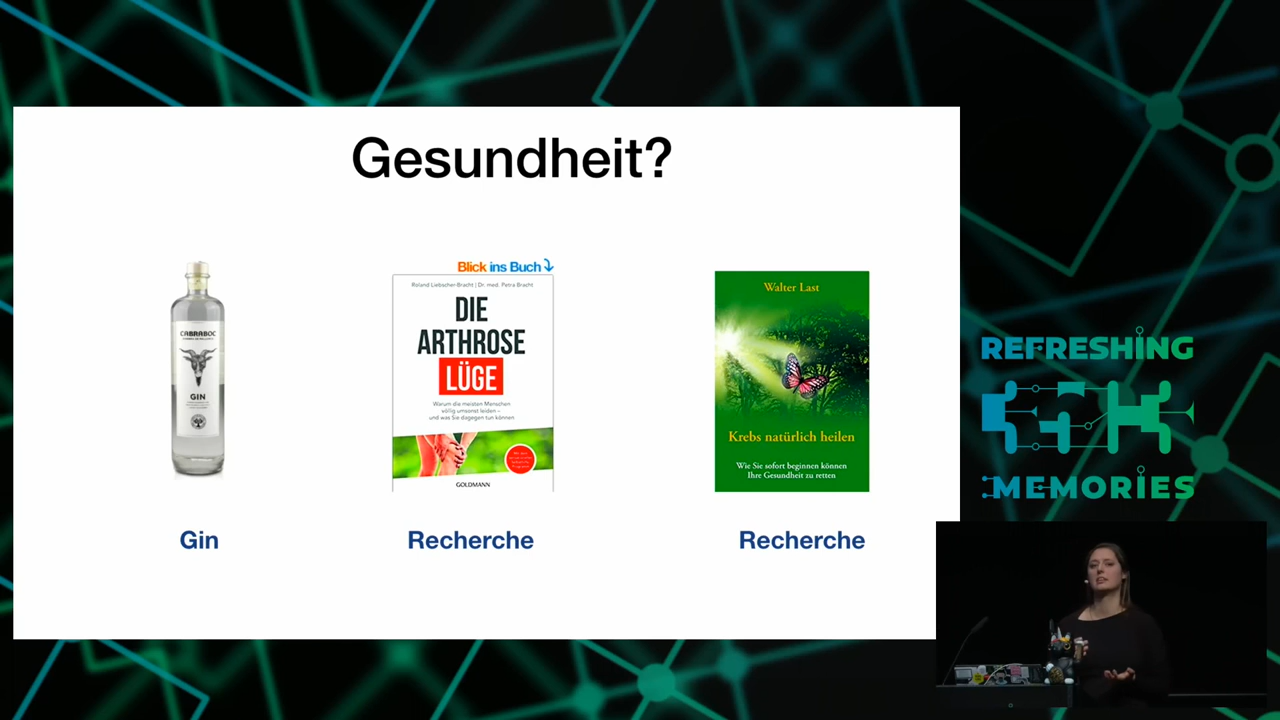 Gesundheit?
CABRABOC
GIN
Gin
Blick ins Buch
Roland Liebscher-Bracht | Dr. med. Petra Bracht
DIE
ARTHROSE
LÜGE
Warum die meisten Menschen
völlig umsonst leiden –
und was Sie dagegen tun können
GOLDMANN
Recherche
Walter Last
Krebs natürlich heilen
Wie Sie sofort beginnen können
Ihre Gesundheit zu retten
Recherche
REFRESHING
MEMORIES